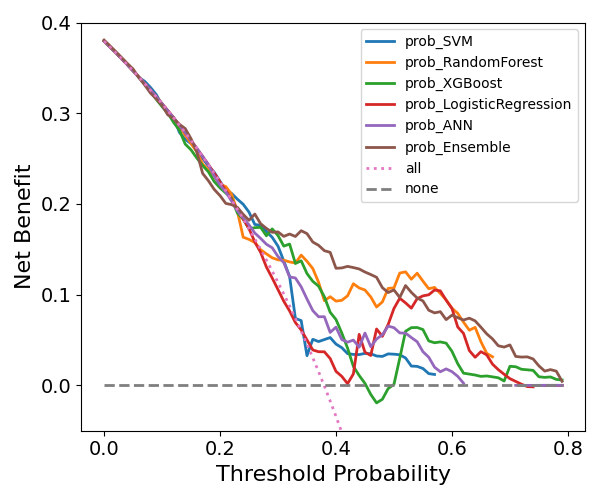 0.4
0.3
0.2
0.1
0.0
Net Benefit
prob_SVM
prob_RandomForest
prob_XGBoost
prob_LogisticRegression
prob_ANN
prob_Ensemble
all
none
0.0 0.2 0.4 0.6 0.8
Threshold Probability